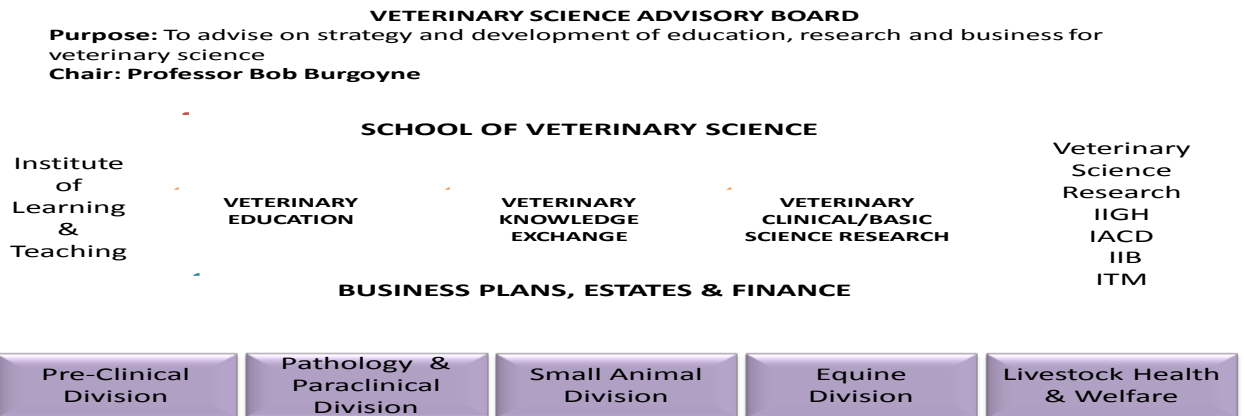 VETERINARY SCIENCE ADVISORY BOARD
Purpose: To advise on strategy and development of education, research and business for
veterinary science
Chair: Professor Bob Burgoyne
SCHOOL OF VETERINARY SCIENCE
Institute
of
Learning
&
Teaching
VETERINARY
EDUCATION
VETERINARY
KNOWLEDGE
EXCHANGE
VETERINARY
CLINICAL/BASIC
SCIENCE RESEARCH
Veterinary
Science
Research
IIGH
IACD
IIB
ITM
BUSINESS PLANS, ESTATES & FINANCE
Pre-Clinical
Division
Pathology &
Paraclinical
Division
Small Animal
Division
Equine
Division
Livestock Health
& Welfare